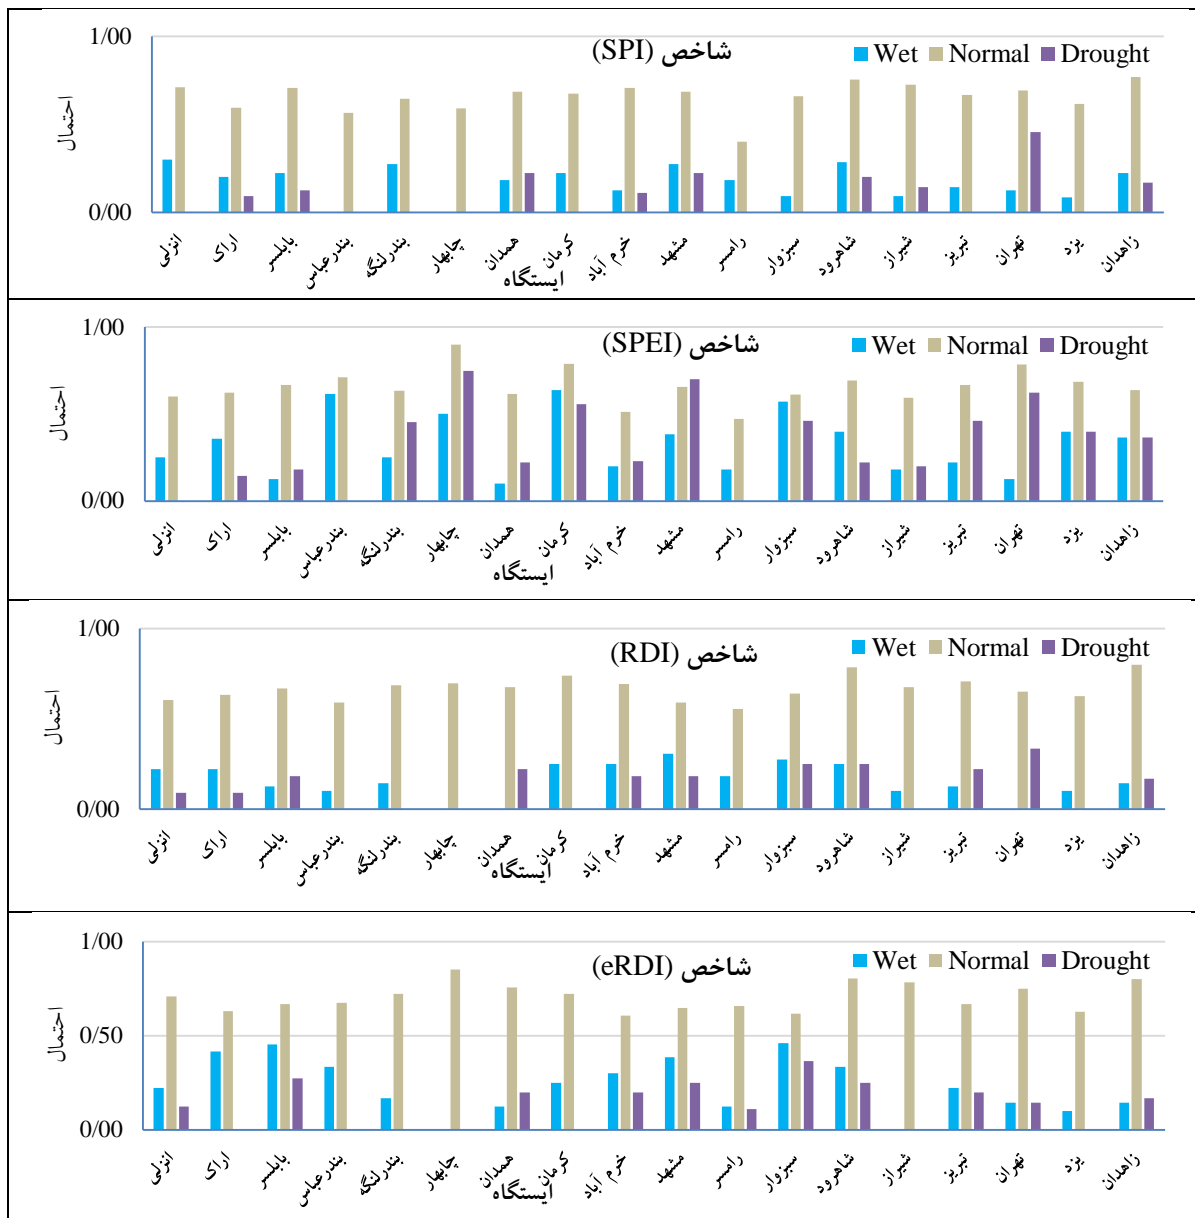 1/00
شاخص (SPI)
Wet Normal Drought
احتمال
0/00
انزلی اراک بابلسر بندرعباس بندرلنگه چابهار همدان کرمان خرم آباد مشهد رامسر سبزوار شاهرود شیراز تبریز تهران یزد زاهدان
ایستگاه
1/00
شاخص (SPEI)
Wet Normal Drought
احتمال
0/00
انزلی اراک بابلسر بندرعباس بندرلنگه چابهار همدان کرمان خرم آباد مشهد رامسر سبزوار شاهرود شیراز تبریز تهران یزد زاهدان
ایستگاه
1/00
شاخص (RDI)
Wet Normal Drought
احتمال
0/00
انزلی اراک بابلسر بندرعباس بندرلنگه چابهار همدان کرمان خرم آباد مشهد رامسر سبزوار شاهرود شیراز تبریز تهران یزد زاهدان
ایستگاه
1/00
شاخص (eRDI)
Wet Normal Drought
احتمال
0/50
0/00
انزلی اراک بابلسر بندرعباس بندرلنگه چابهار همدان کرمان خرم آباد مشهد رامسر سبزوار شاهرود شیراز تبریز تهران یزد زاهدان
ایستگاه